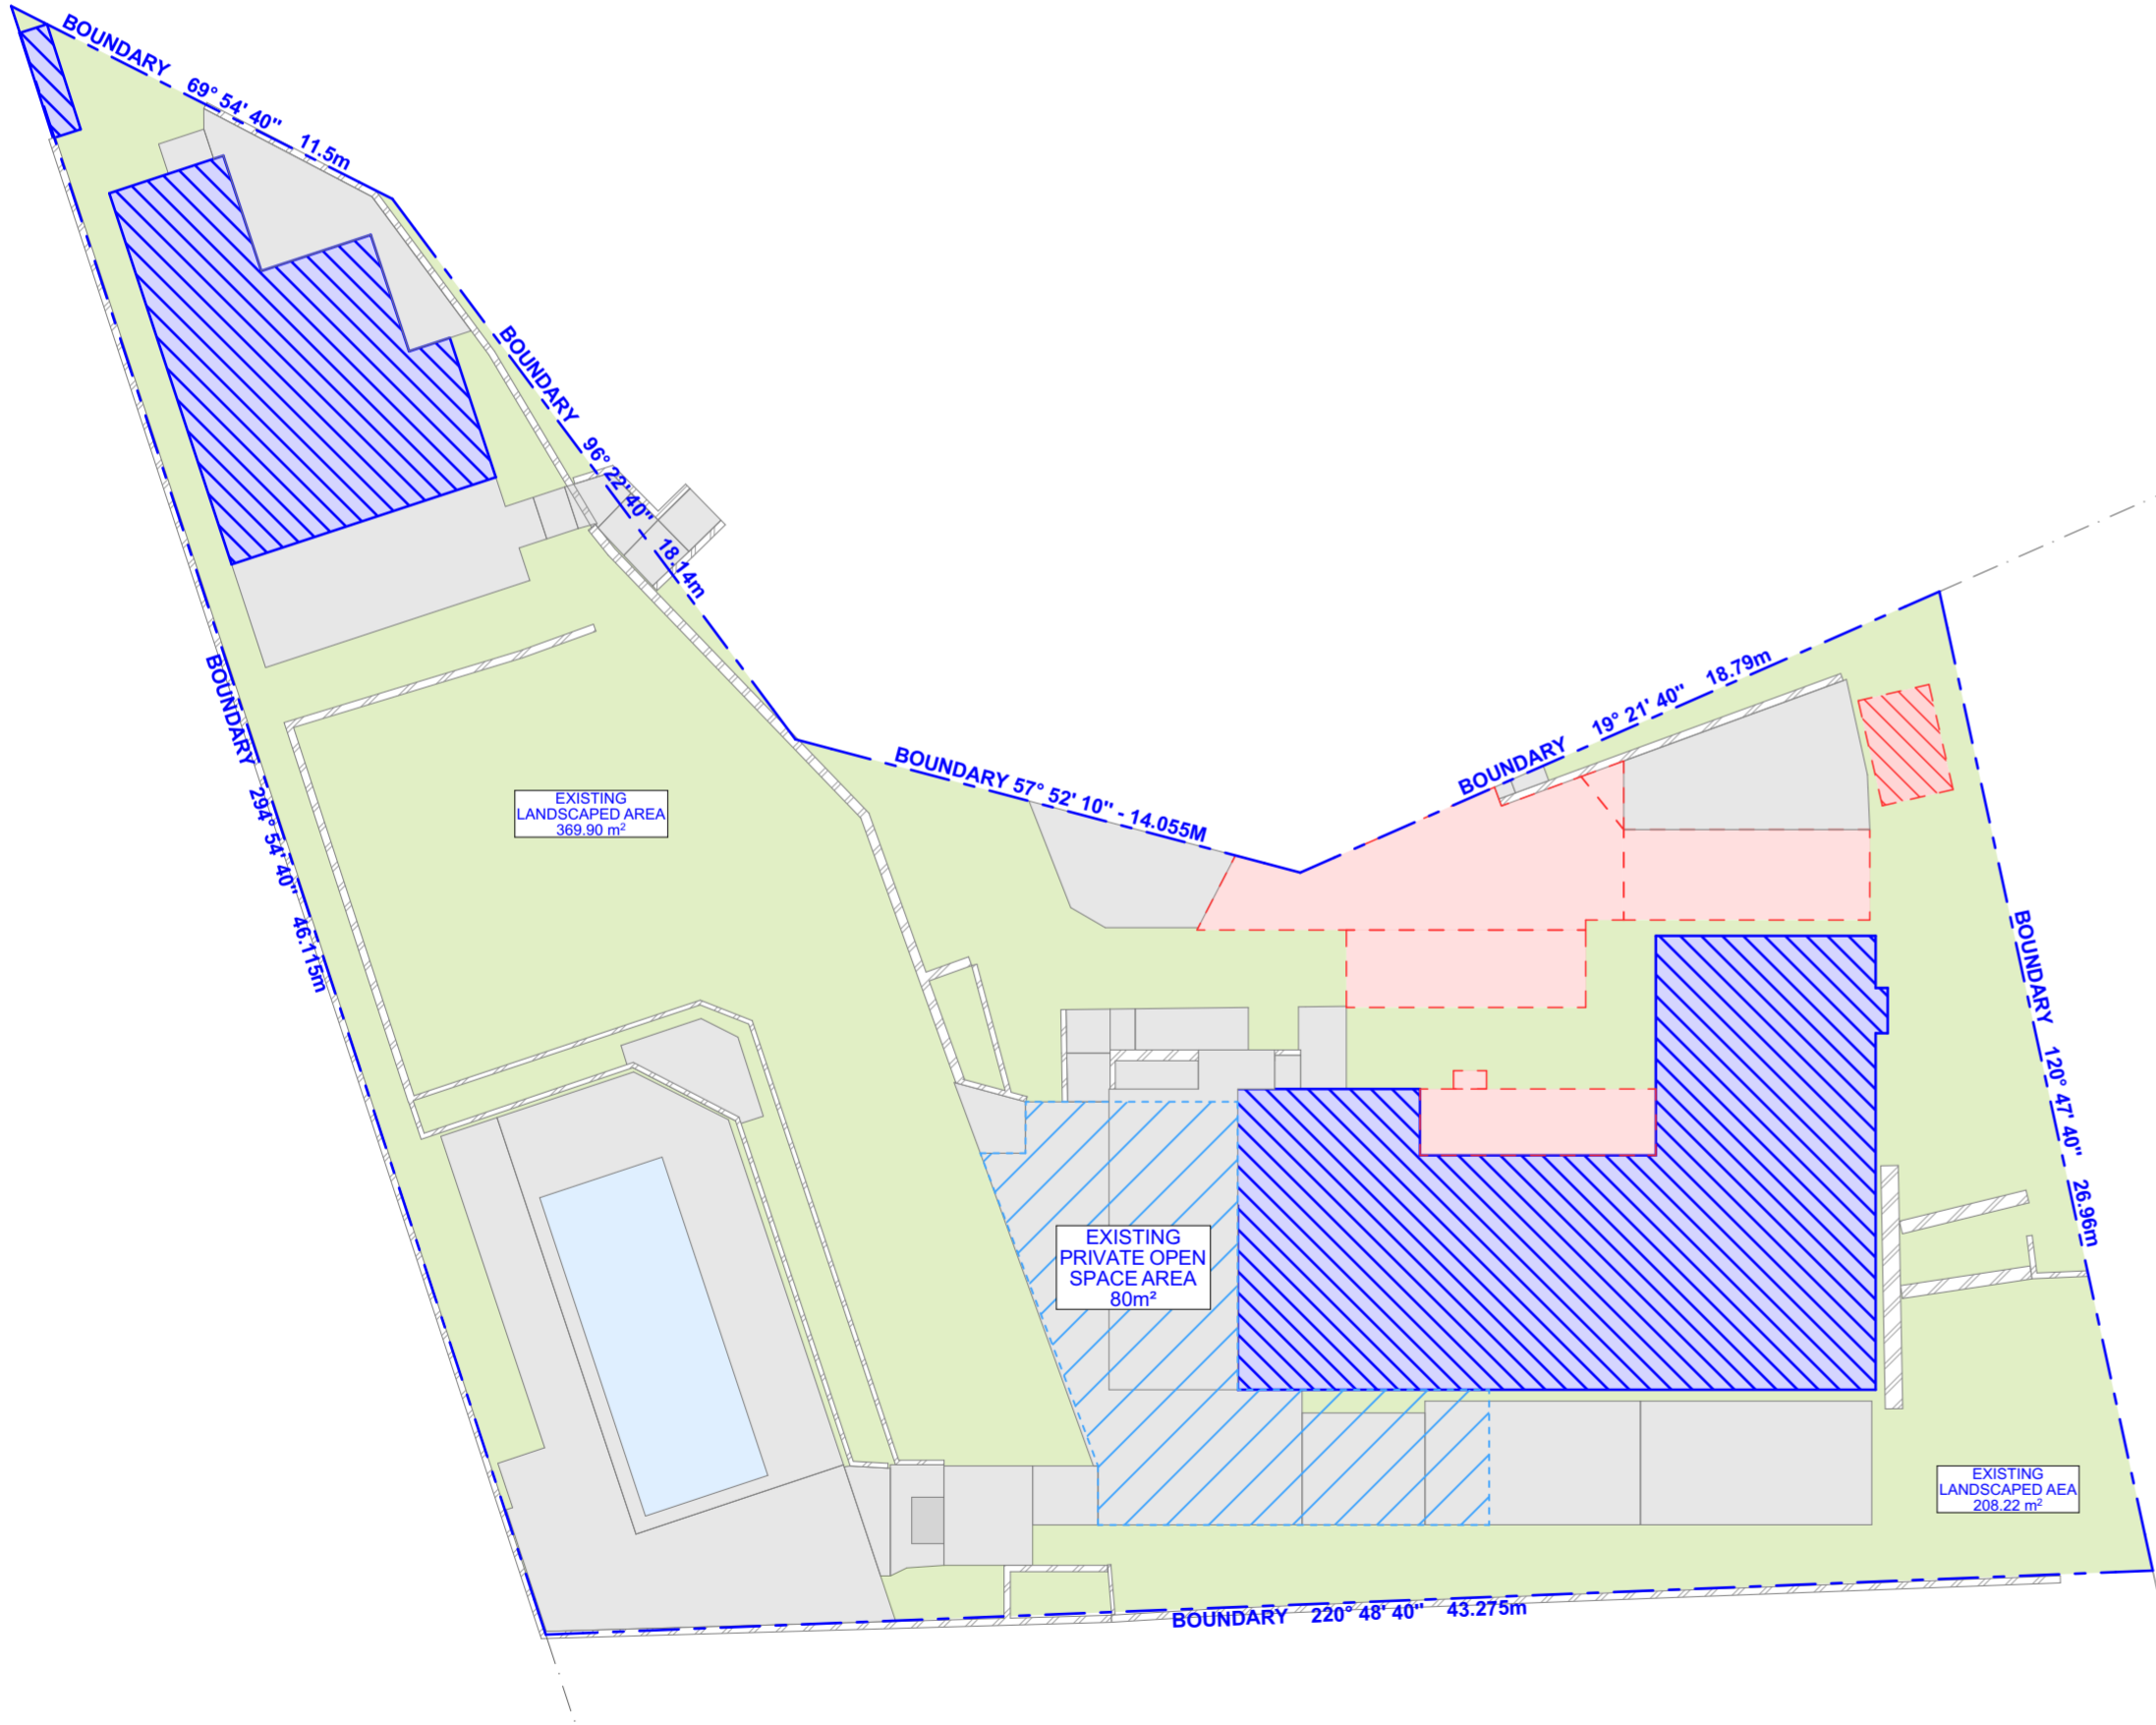 BOUNDARY 69° 54' 40" 11.5m
BOUNDARY 96° 22' 40" 18.14m
BOUNDARY 19° 21' 40" 18.79m
BOUNDARY 57° 52' 10" - 14.055M
BOUNDARY 294° 54' 40" 46.115m
EXISTING
LANDSCAPED AREA
369.90 m²
BOUNDARY 120° 47' 40" 26.96m
EXISTING
PRIVATE OPEN
SPACE AREA
80m²
EXISTING
LANDSCAPED AEA
208.22 m²
BOUNDARY 220° 48' 40" 43.275m